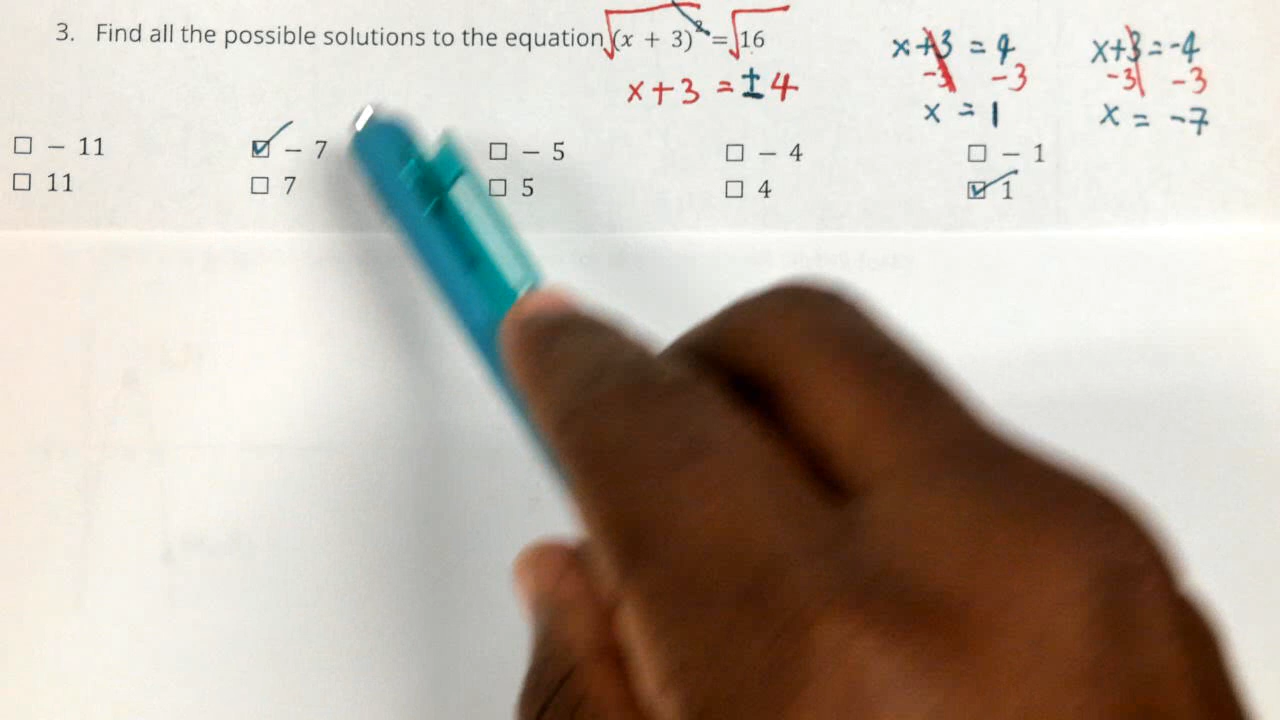 3. Find all the possible solutions to the equation √(x + 3)² = √16
x+3 = ±4
x+3 = 4
-3 -3
x = 1
x+3 = -4
-3 -3
x = -7
☐ – 11 ☑ – 7 ☐ – 5 ☐ – 4 ☐ – 1
☐ 11 ☐ 7 ☐ 5 ☐ 4 ☑ 1